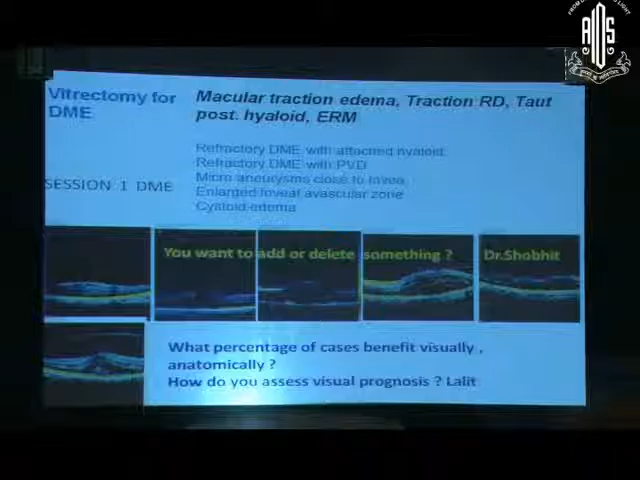 AIOS
Vitrectomy for
DME
Macular traction edema, Traction RD, Taut
post. hyaloid, ERM
Refractory DME with attached hyaloid
Refractory DME with PVD
Micro aneurysms close to fovea
Enlarged foveal avascular zone
Cystoid edema
SESSION 1 DME
You want to add or delete something ? Dr.Shobhit
What percentage of cases benefit visually ,
anatomically ?
How do you assess visual prognosis ? Lalit